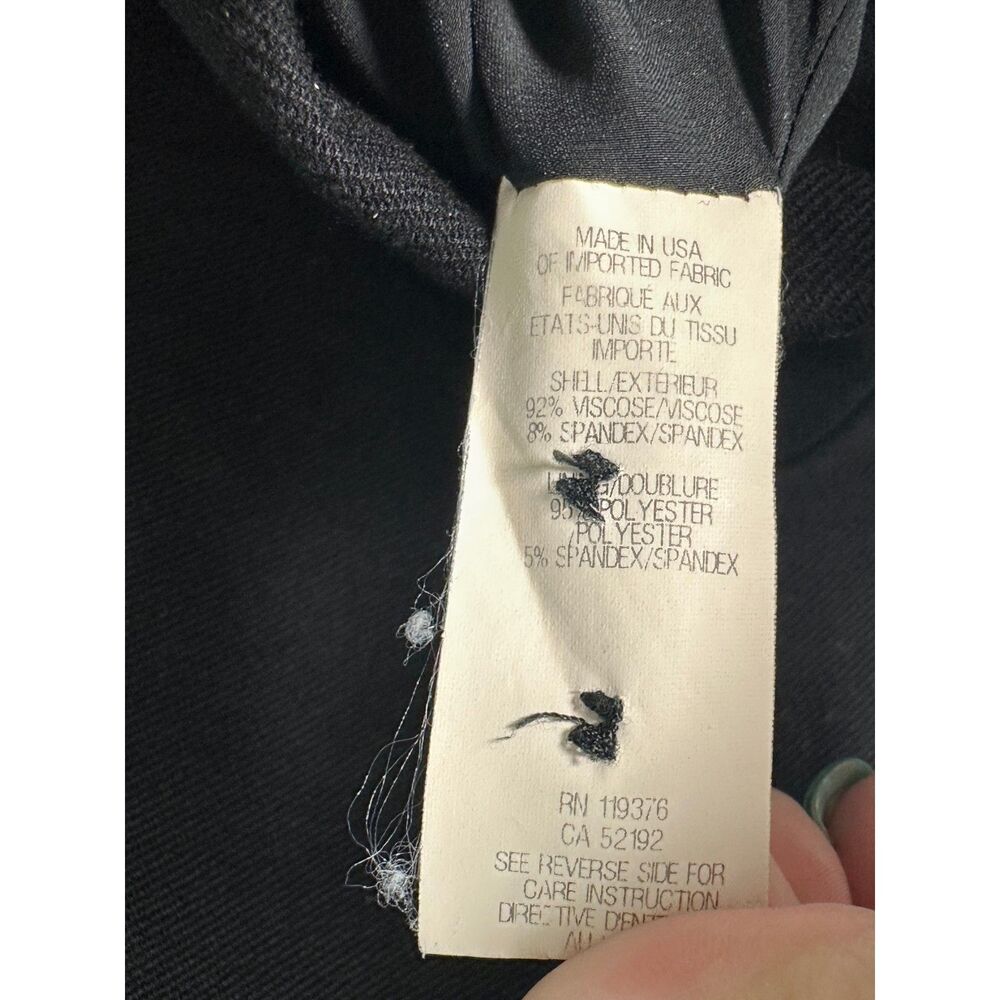 MADE IN USA
OF IMPORTED FABRIC
FABRIQUÉ AUX
ETATS-UNIS DU TISSU
IMPORTE
SHELL/EXTERIEUR
92% VISCOSE/VISCOSE
8% SPANDEX/SPANDEX
/DOUBLURE
POLYESTER
/POLYESTER
5% SPANDEX/SPANDEX
RN 119376
CA 52192
SEE REVERSE SIDE FOR
CARE INSTRUCTION
DIRECTIVE